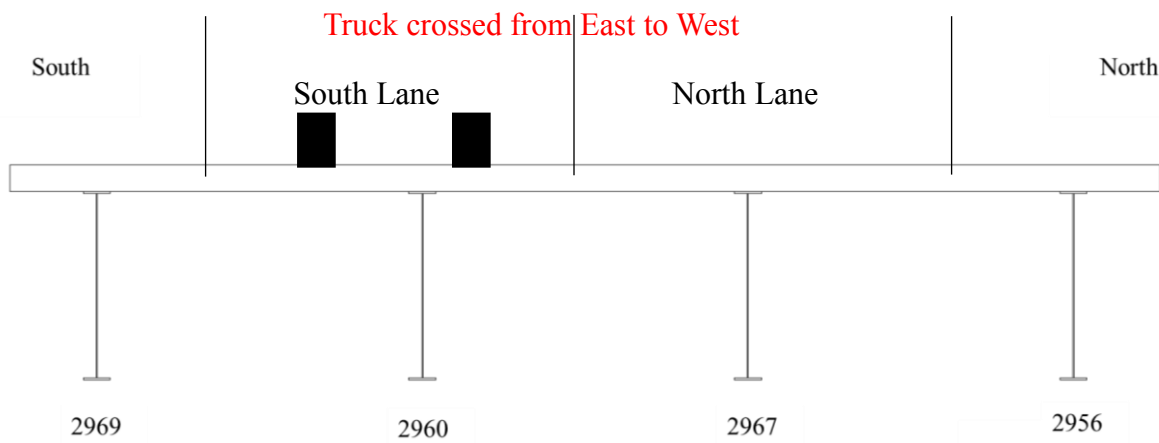 Truck crossed from East to West
South
North
South Lane
North Lane
2969
2960
2967
2956